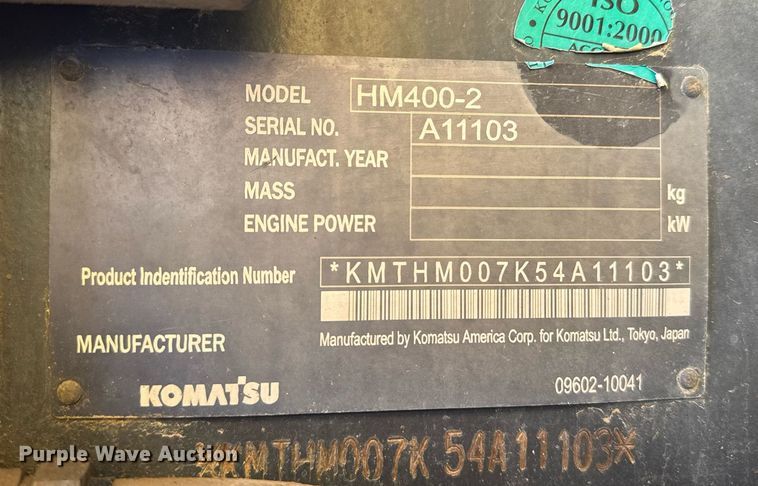 ISO
9001:2000
MODEL HM400-2
SERIAL NO. A11103
MANUFACT. YEAR
MASS kg
ENGINE POWER kW
Product Indentification Number *KMTHM007K54A11103*
MANUFACTURER Manufactured by Komatsu America Corp. for Komatsu Ltd., Tokyo, Japan
KOMATSU 09602-10041
*KMTHM007K 54A11103*
Purple Wave Auction